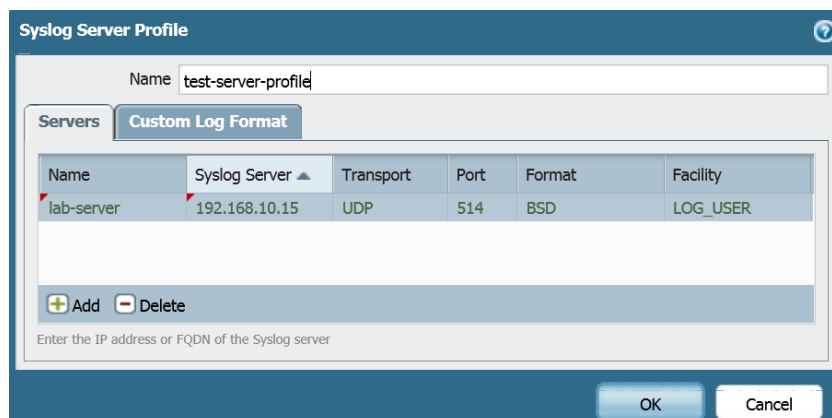 Syslog Server Profile
Name test-server-profile
Servers Custom Log Format
Name Syslog Server Transport Port Format Facility
lab-server 192.168.10.15 UDP 514 BSD LOG_USER
Add Delete
Enter the IP address or FQDN of the Syslog server
OK Cancel